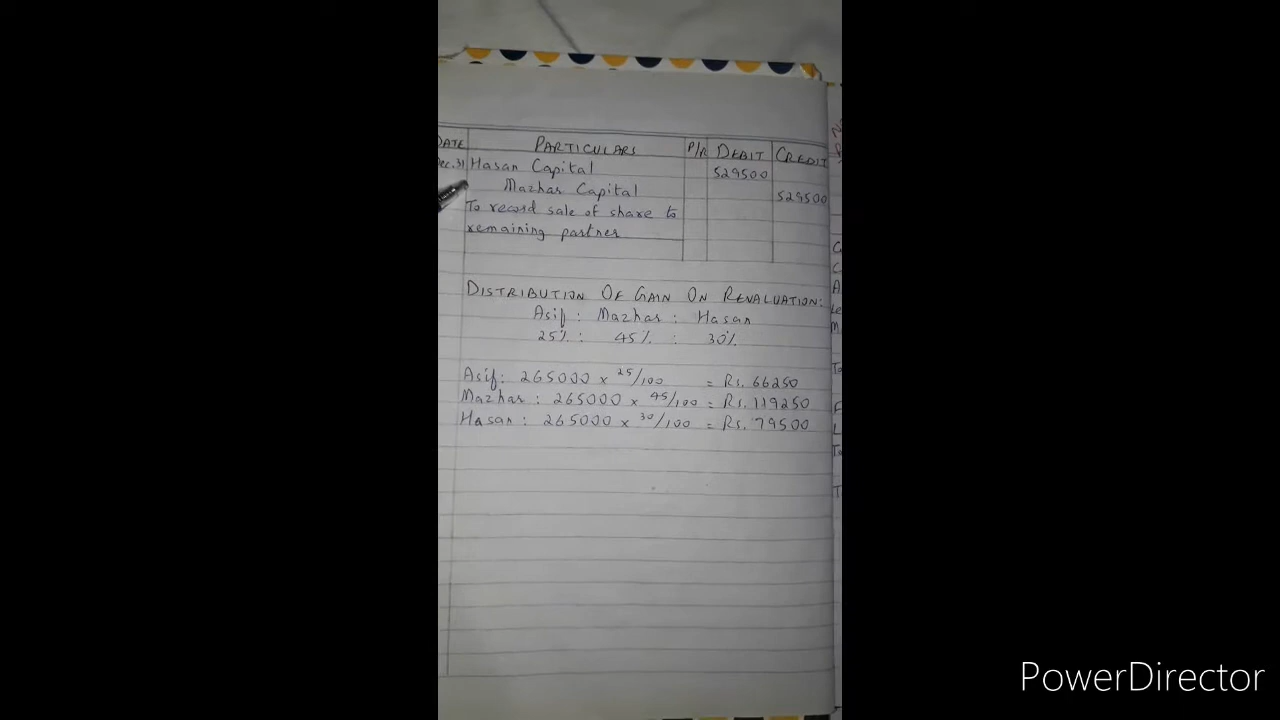 DATE PARTICULARS P/R DEBIT CREDIT
Dec.31 Hasan Capital 529500
Mazhar Capital 529500
To record sale of share to
remaining partner
DISTRIBUTION OF GAIN ON REVALUATION:
Asif : Mazhar : Hasan
25% : 45% : 30%
Asif: 265000 x 25/100 = Rs. 66250
Mazhar : 265000 x 45/100 = Rs. 119250
Hasan : 265000 x 30/100 = Rs. 79500
PowerDirector